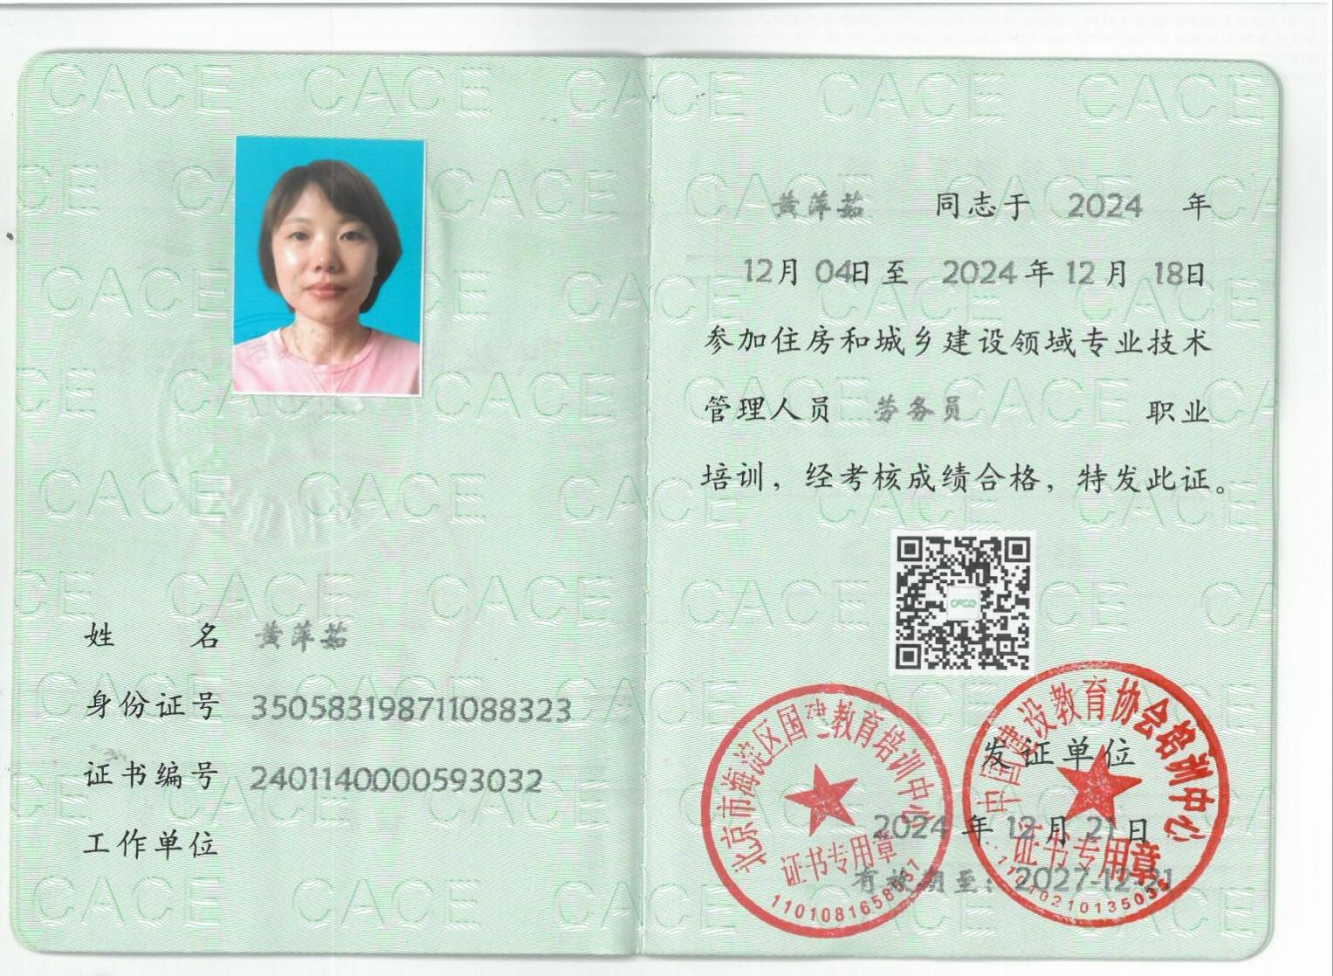 姓 名 黄萍茹
身份证号 350583198711088323
证书编号 2401140000593032
工作单位
黄萍茹 同志于 2024 年
12月 04日 至 2024 年 12 月 18日
参加住房和城乡建设领域专业技术
管理人员 劳务员 职业
培训，经考核成绩合格，特发此证。
发证单位
2024 年 12 月 21 日
有效期至：2027-12-21
北京市海淀区国建教育培训中心
证书专用章
中国建设教育协会培训中心
证书专用章
CACE